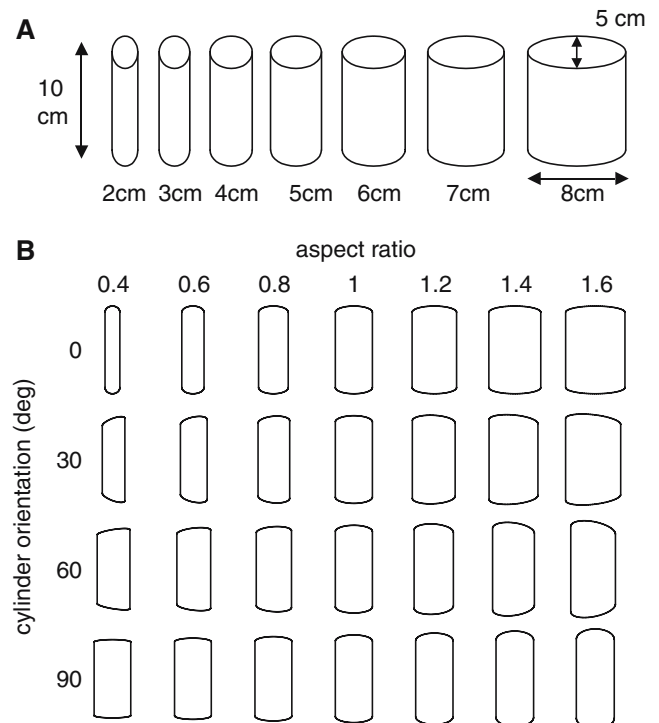 A
5 cm
10
cm
2cm 3cm 4cm 5cm 6cm 7cm 8cm
B
aspect ratio
0.4 0.6 0.8 1 1.2 1.4 1.6
cylinder orientation (deg)
0
30
60
90